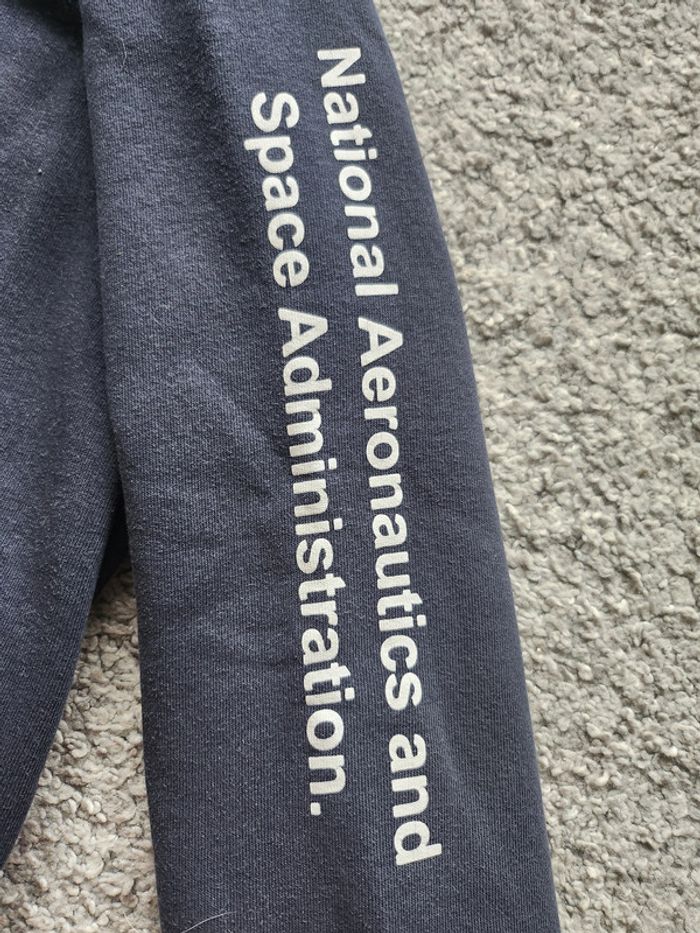 National Aeronautics and
Space Administration.